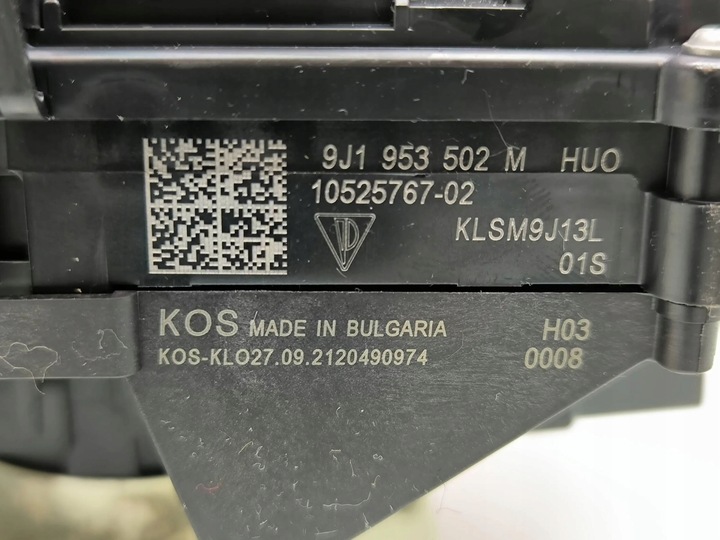 9J1 953 502 M HUO
10525767-02
KLSM9J13L
01S
KOS MADE IN BULGARIA H03
KOS-KLO27.09.2120490974 0008